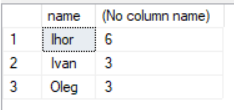 name (No column name)
1 Ihor 6
2 Ivan 3
3 Oleg 3